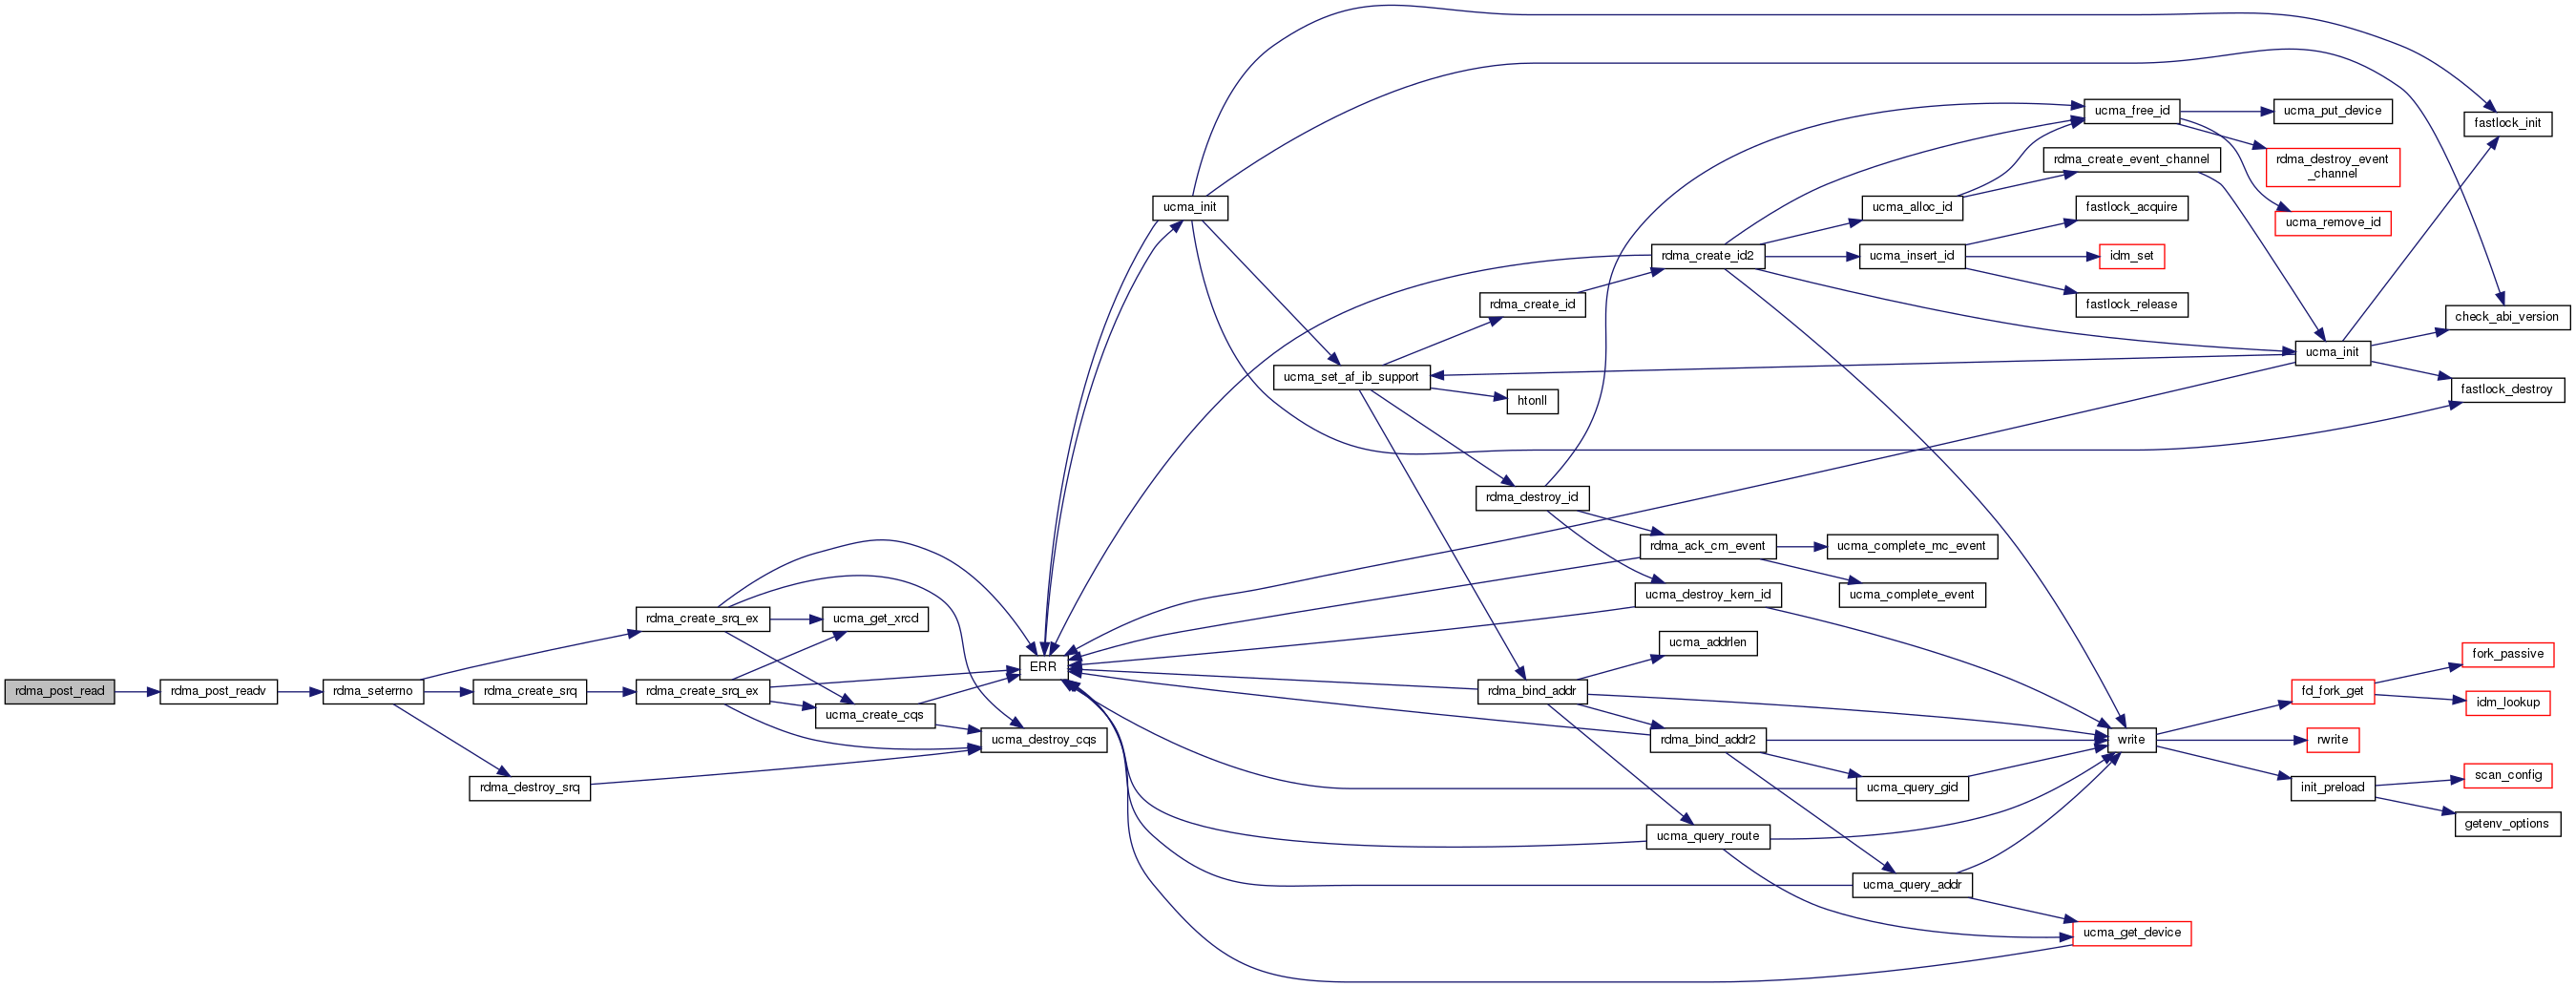 rdma_post_read
rdma_post_readv
rdma_seterrno
rdma_create_srq_ex
rdma_create_srq
rdma_destroy_srq
rdma_create_srq_ex
ucma_get_xrcd
ucma_create_cqs
ucma_destroy_cqs
ERR
ucma_init
ucma_set_af_ib_support
rdma_create_id
htonll
rdma_destroy_id
rdma_bind_addr
rdma_create_id2
rdma_ack_cm_event
ucma_destroy_kern_id
ucma_addrlen
rdma_bind_addr2
ucma_query_route
ucma_alloc_id
ucma_insert_id
ucma_complete_mc_event
ucma_complete_event
ucma_query_gid
ucma_query_addr
ucma_free_id
rdma_create_event_channel
fastlock_acquire
idm_set
fastlock_release
write
ucma_get_device
ucma_put_device
rdma_destroy_event
_channel
ucma_remove_id
ucma_init
fd_fork_get
rwrite
init_preload
fastlock_init
check_abi_version
fastlock_destroy
fork_passive
idm_lookup
scan_config
getenv_options